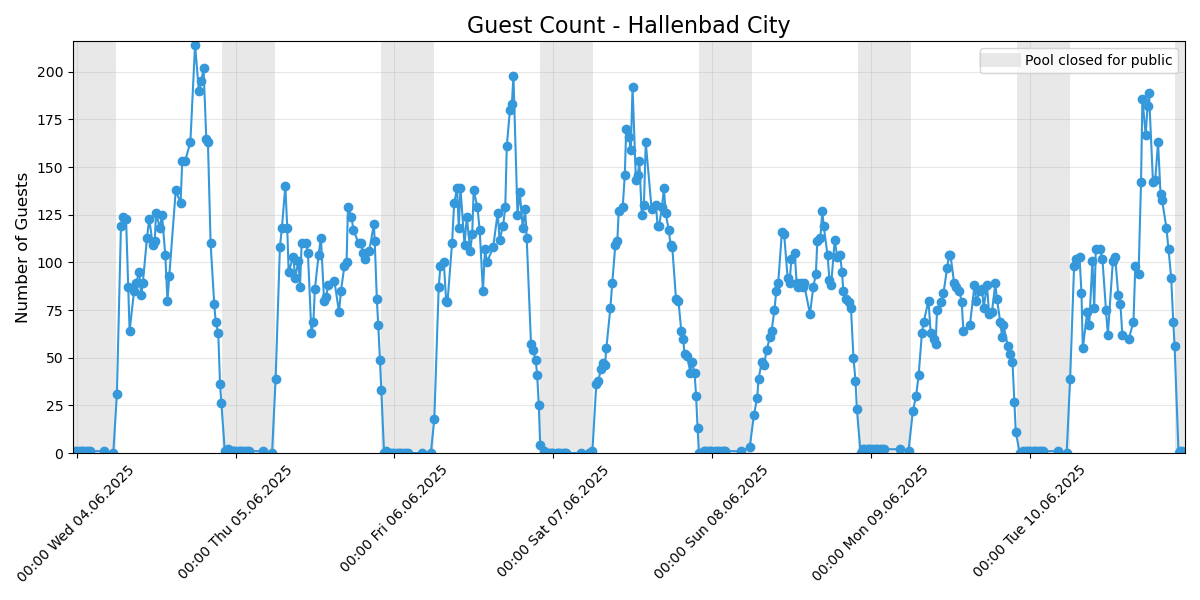 Guest Count - Hallenbad City
Pool closed for public
Number of Guests
200
175
150
125
100
75
50
25
0
00:00 Wed 04.06.2025
00:00 Thu 05.06.2025
00:00 Fri 06.06.2025
00:00 Sat 07.06.2025
00:00 Sun 08.06.2025
00:00 Mon 09.06.2025
00:00 Tue 10.06.2025